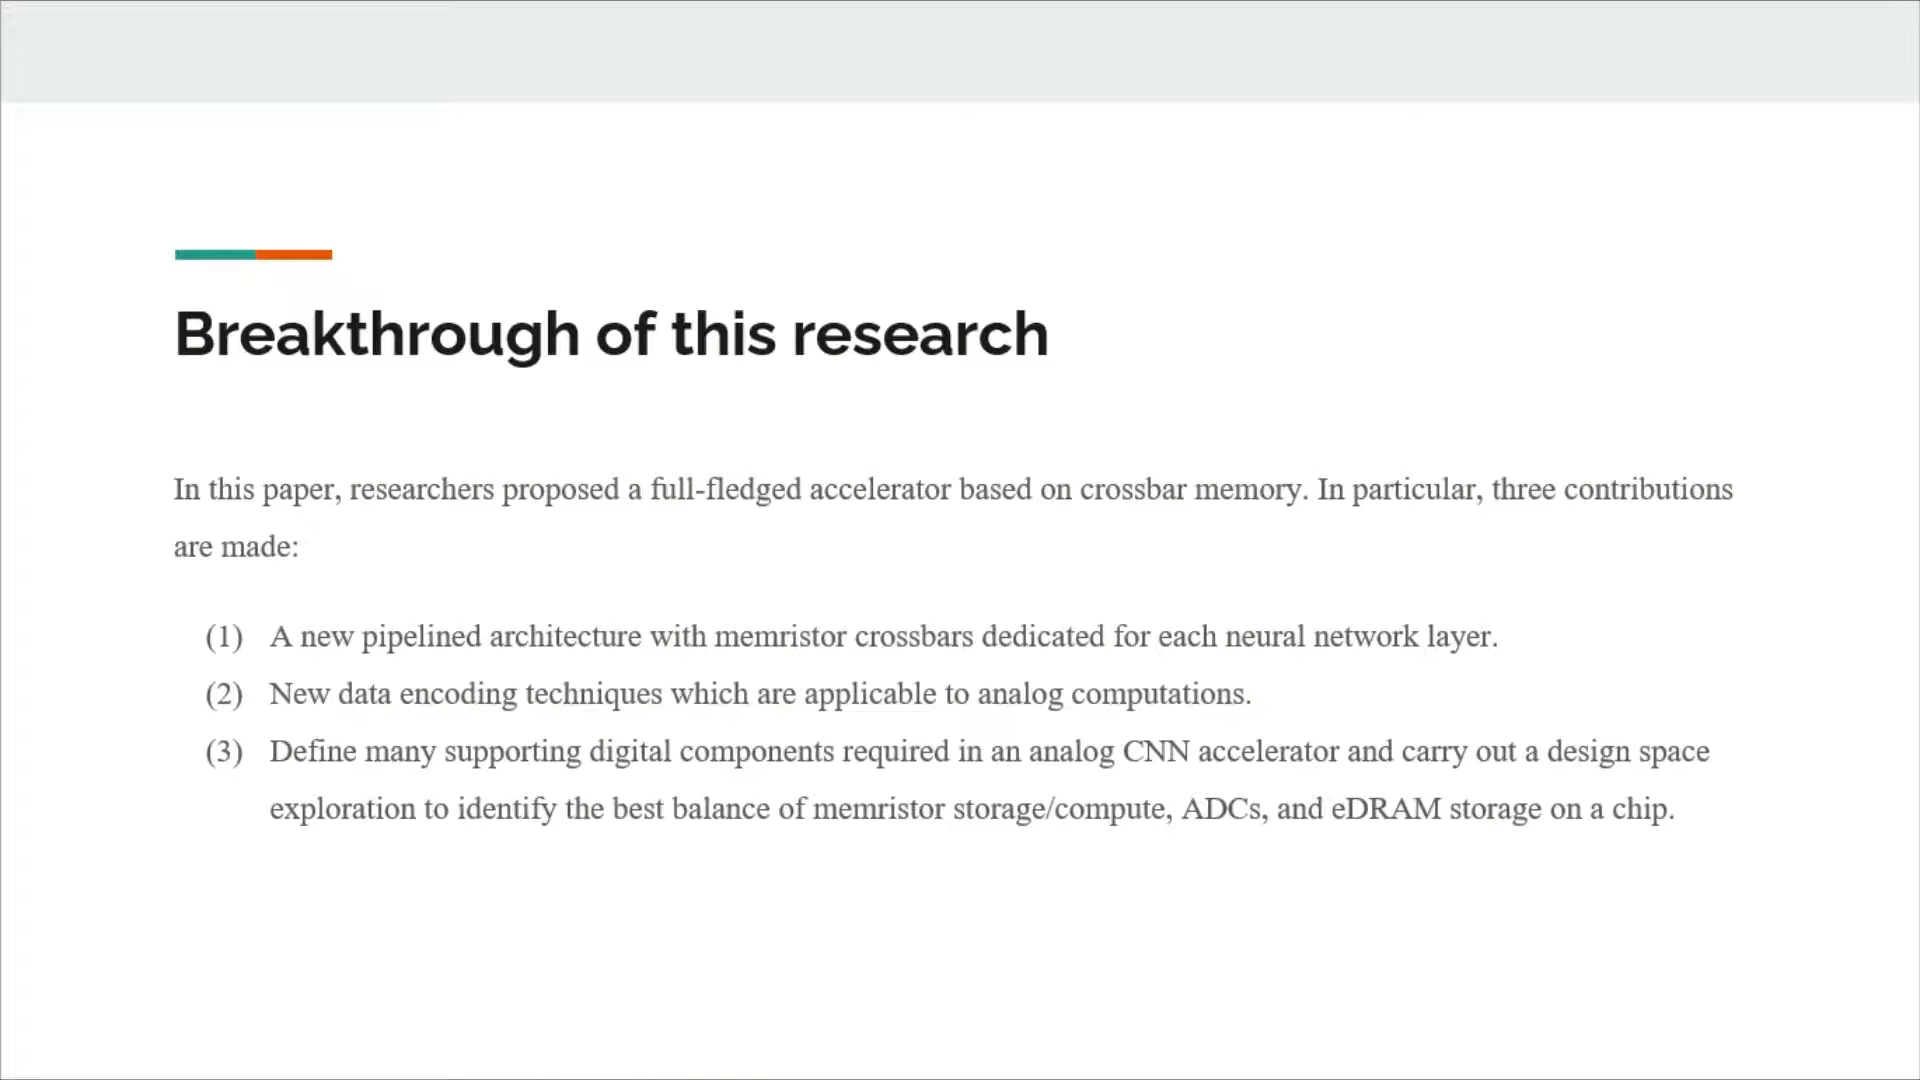 Breakthrough of this research
In this paper, researchers proposed a full-fledged accelerator based on crossbar memory. In particular, three contributions
are made:
(1) A new pipelined architecture with memristor crossbars dedicated for each neural network layer.
(2) New data encoding techniques which are applicable to analog computations.
(3) Define many supporting digital components required in an analog CNN accelerator and carry out a design space
exploration to identify the best balance of memristor storage/compute, ADCs, and eDRAM storage on a chip.